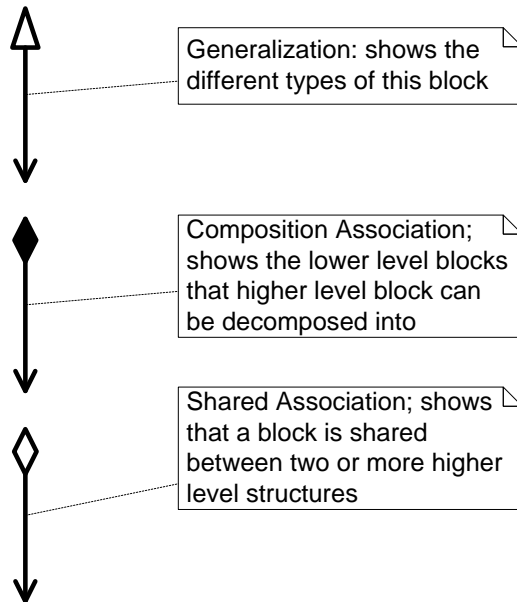 Generalization: shows the
different types of this block
Composition Association;
shows the lower level blocks
that higher level block can
be decomposed into
Shared Association; shows
that a block is shared
between two or more higher
level structures